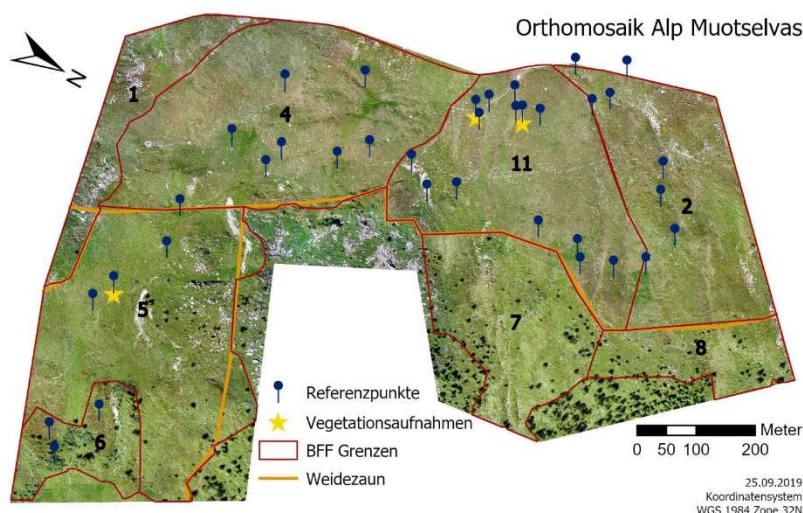 Orthomosaik Alp Muotselvas
N
1
4
11
2
5
7
8
6
Referenzpunkte
Vegetationsaufnahmen
BFF Grenzen
Weidezaun
Meter
0 50 100 200
25.09.2019
Koordinatensystem
WGS 1984 Zone 32N